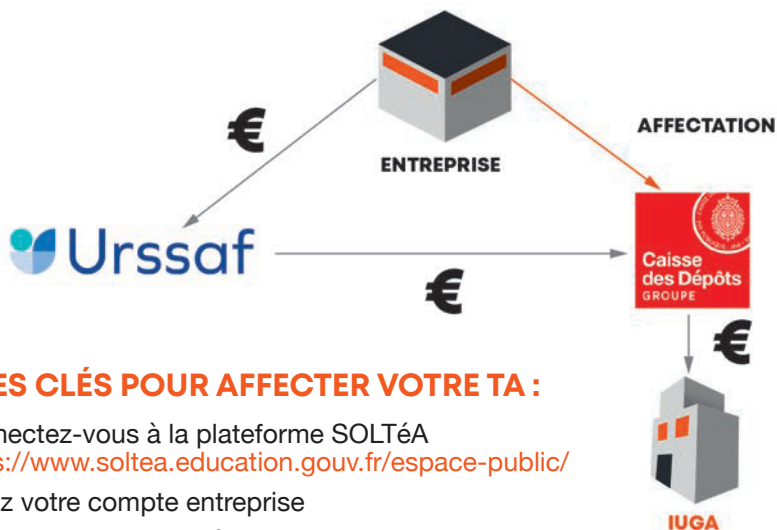 €
AFFECTATION
ENTREPRISE
Urssaf
Caisse
des Dépôts
GROUPE
€
€
ES CLÉS POUR AFFECTER VOTRE TA :
nectez-vous à la plateforme SOLTéA
s://www.soltea.education.gouv.fr/espace-public/
z votre compte entreprise
IUGA